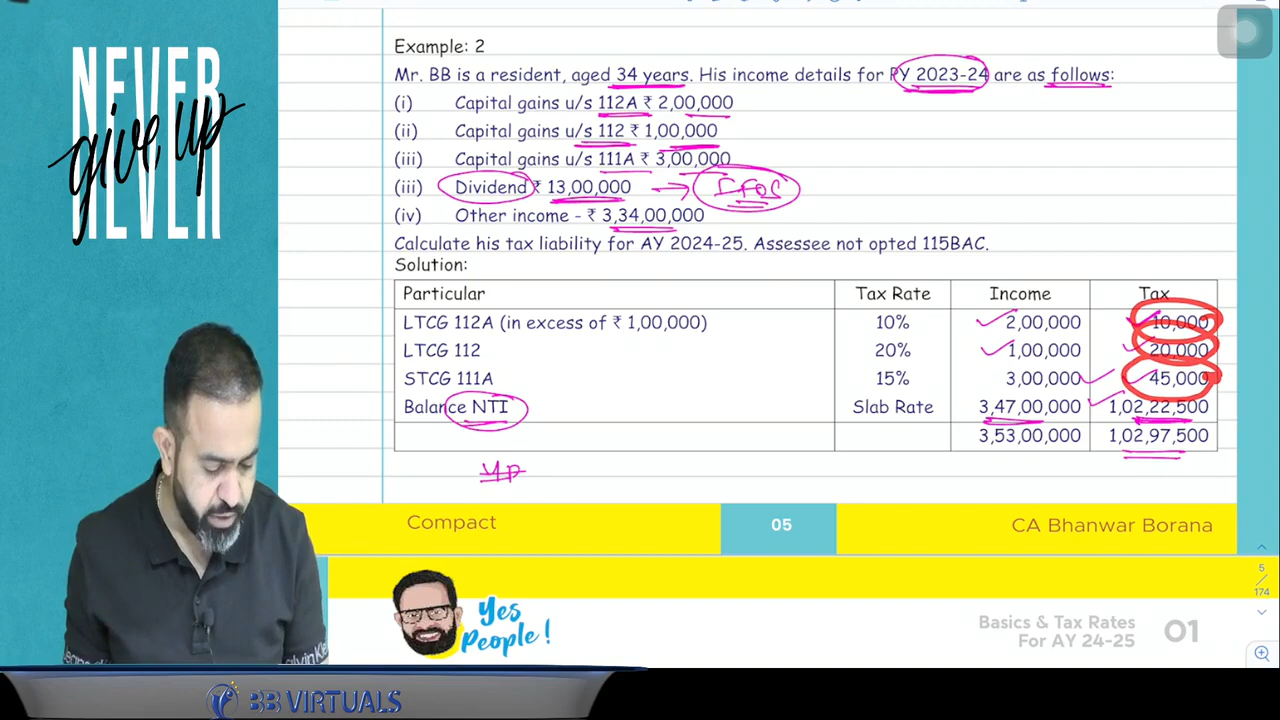 NEVER
give up
NEVER
Example: 2
Mr. BB is a resident, aged 34 years. His income details for PY 2023-24 are as follows:
(i) Capital gains u/s 112A ₹ 2,00,000
(ii) Capital gains u/s 112 ₹ 1,00,000
(iii) Capital gains u/s 111A ₹ 3,00,000
(iii) Dividend ₹ 13,00,000 → IFOS
(iv) Other income - ₹ 3,34,00,000
Calculate his tax liability for AY 2024-25. Assessee not opted 115BAC.
Solution:
Particular Tax Rate Income Tax
LTCG 112A (in excess of ₹ 1,00,000) 10% 2,00,000 10,000
LTCG 112 20% 1,00,000 20,000
STCG 111A 15% 3,00,000 45,000
Balance NTI Slab Rate 3,47,00,000 1,02,22,500
3,53,00,000 1,02,97,500
Compact 05 CA Bhanwar Borana
5
/
174
Yes
People !
Basics & Tax Rates
For AY 24-25
01
BB VIRTUALS